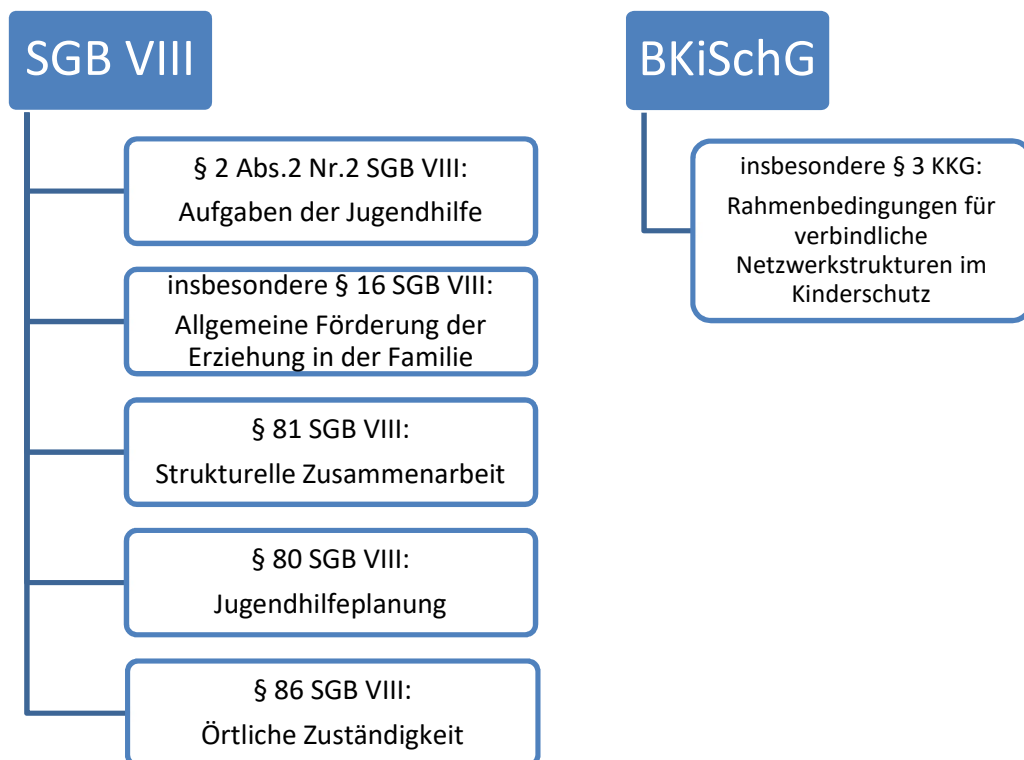 SGB VIII
§ 2 Abs.2 Nr.2 SGB VIII:
Aufgaben der Jugendhilfe
insbesondere § 16 SGB VIII:
Allgemeine Förderung der
Erziehung in der Familie
§ 81 SGB VIII:
Strukturelle Zusammenarbeit
§ 80 SGB VIII:
Jugendhilfeplanung
§ 86 SGB VIII:
Örtliche Zuständigkeit
BKiSchG
insbesondere § 3 KKG:
Rahmenbedingungen für
verbindliche
Netzwerkstrukturen im
Kinderschutz